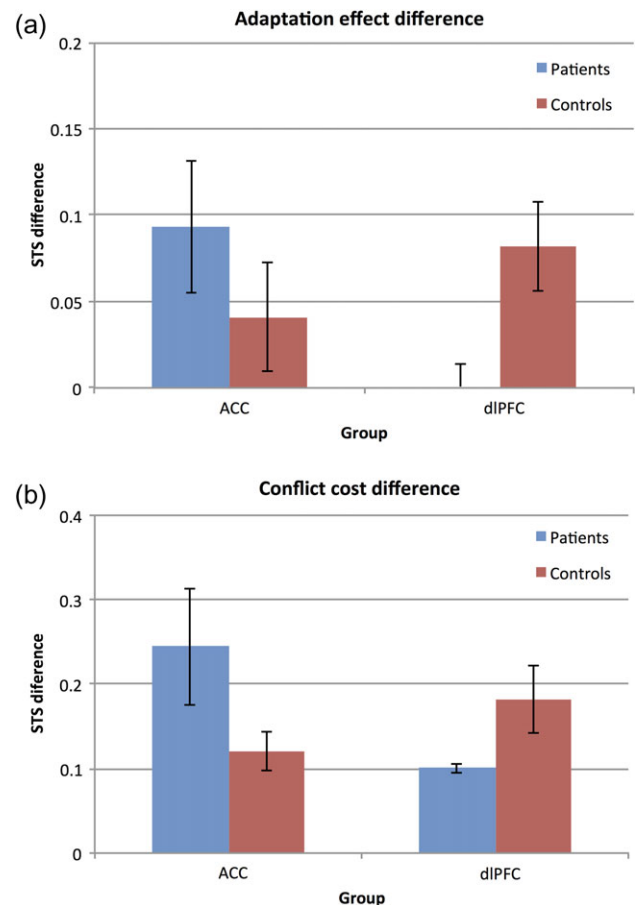 (a)
Adaptation effect difference
0.2
0.15
0.1
0.05
0
STS difference
Patients
Controls
ACC
dlPFC
Group
(b)
Conflict cost difference
0.4
0.3
0.2
0.1
0
STS diference
Patients
Controls
ACC
dlPFC
Group